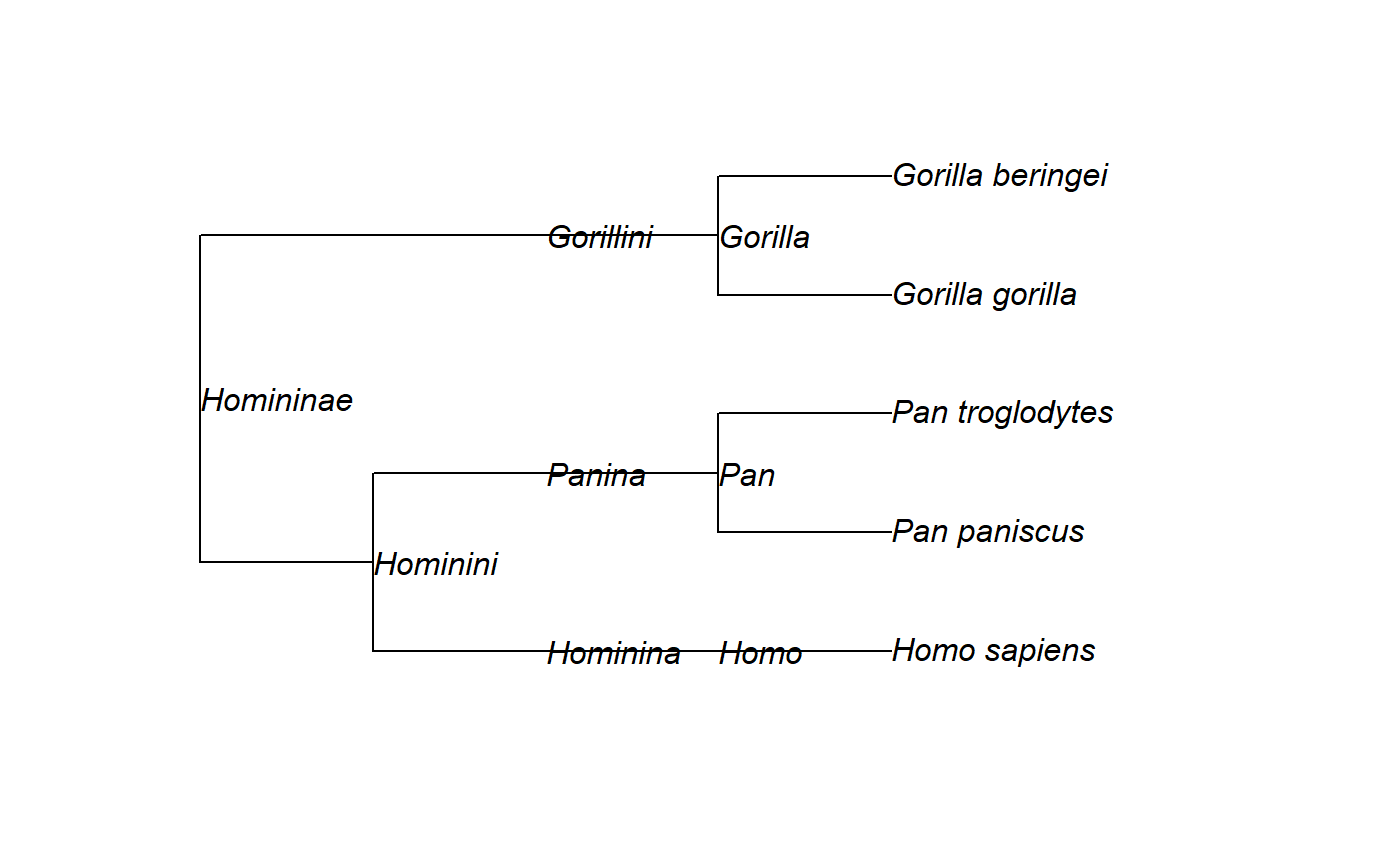 Gorilla beringei
Gorillini
Gorilla
Gorilla gorilla
Homininae
Pan troglodytes
Panina
Pan
Pan paniscus
Hominini
Hominina
Homo
Homo sapiens